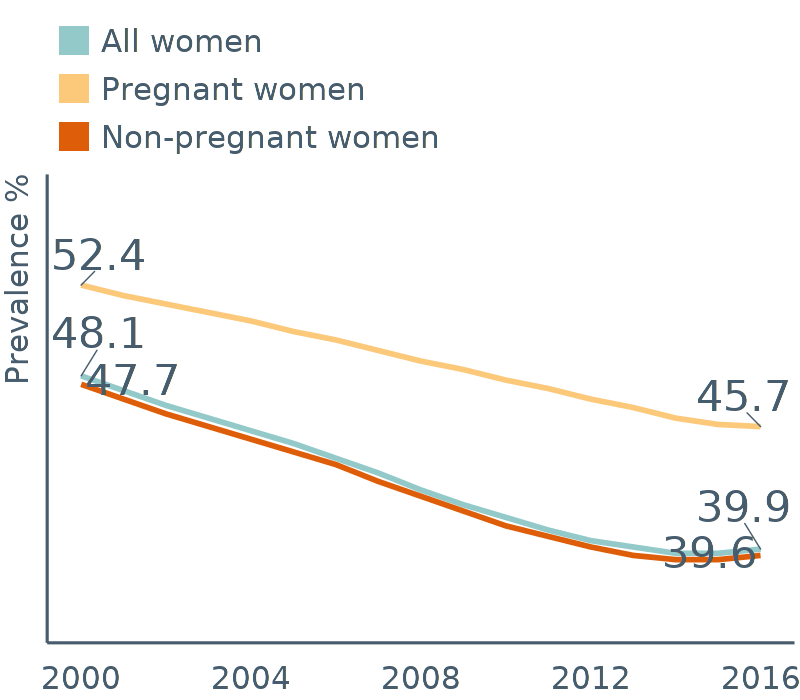 All women
Pregnant women
Non-pregnant women
Prevalence %
52.4
48.1
47.7
45.7
39.9
39.6
2000 2004 2008 2012 2016